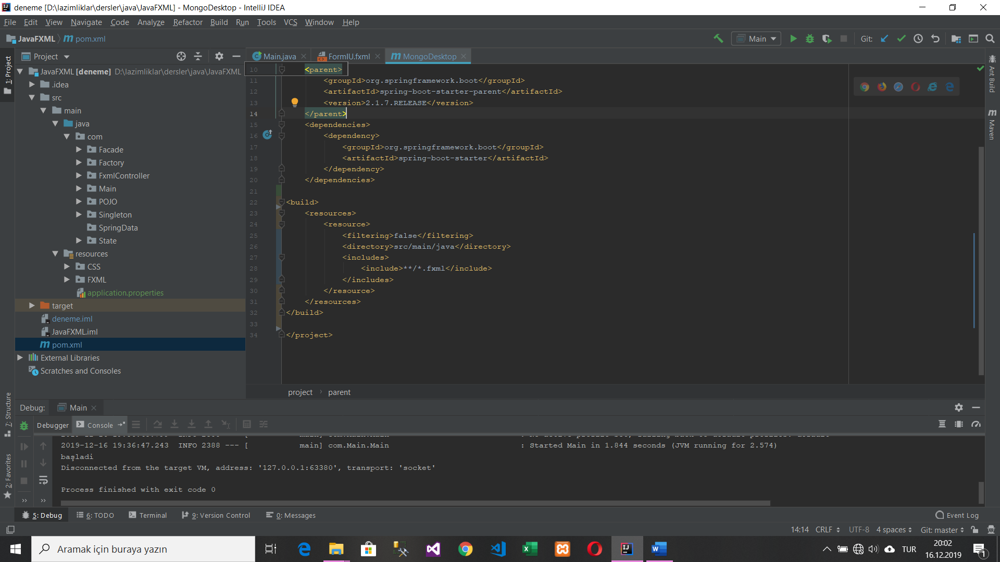 deneme [D:\lazimliklar\dersler\java\JavaFXML] - MongoDesktop - IntelliJ IDEA
File Edit View Navigate Code Analyze Refactor Build Run Tools VCS Window Help
JavaFXML pom.xml Main Git:
1: Project
Project
Main.java FormIU.fxml MongoDesktop
JavaFXML [deneme] D:\lazimliklar\dersler\java\JavaFXML
.idea
src
main
java
com
Facade
Factory
FxmlController
Main
POJO
Singleton
SpringData
State
resources
CSS
FXML
application.properties
target
deneme.iml
JavaFXML.iml
pom.xml
External Libraries
Scratches and Consoles
10 <parent>
11 <groupId>org.springframework.boot</groupId>
12 <artifactId>spring-boot-starter-parent</artifactId>
13 <version>2.1.7.RELEASE</version>
14 </parent>
15 <dependencies>
16 <dependency>
17 <groupId>org.springframework.boot</groupId>
18 <artifactId>spring-boot-starter</artifactId>
19 </dependency>
20 </dependencies>
21
22 <build>
23 <resources>
24 <resource>
25 <filtering>false</filtering>
26 <directory>src/main/java</directory>
27 <includes>
28 <include>**/*.fxml</include>
29 </includes>
30 </resource>
31 </resources>
32 </build>
33
34 </project>
project parent
Ant Build
Maven
7: Structure
2: Favorites
Debug: Main
Debugger Console
2019-12-16 19:36:47.243 INFO 2388 --- [ main] com.Main.Main : Started Main in 1.844 seconds (JVM running for 2.574)
başladi
Disconnected from the target VM, address: '127.0.0.1:63380', transport: 'socket'
Process finished with exit code 0
5: Debug 6: TODO Terminal 9: Version Control 0: Messages Event Log
14:14 CRLF UTF-8 4 spaces Git: master
Aramak için buraya yazın
TUR
20:02
16.12.2019
1